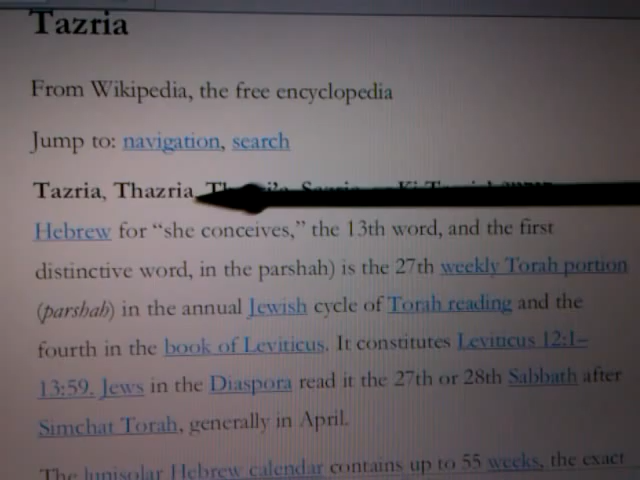 Tazria
From Wikipedia, the free encyclopedia
Jump to: navigation, search
Tazria, Thazria,
Hebrew for “she conceives,” the 13th word, and the first
distinctive word, in the parshah) is the 27th weekly Torah portion
(parshah) in the annual Jewish cycle of Torah reading and the
fourth in the book of Leviticus. It constitutes Leviticus 12:1–
13:59. Jews in the Diaspora read it the 27th or 28th Sabbath after
Simchat Torah, generally in April.
The lunisolar Hebrew calendar contains up to 55 weeks, the exact